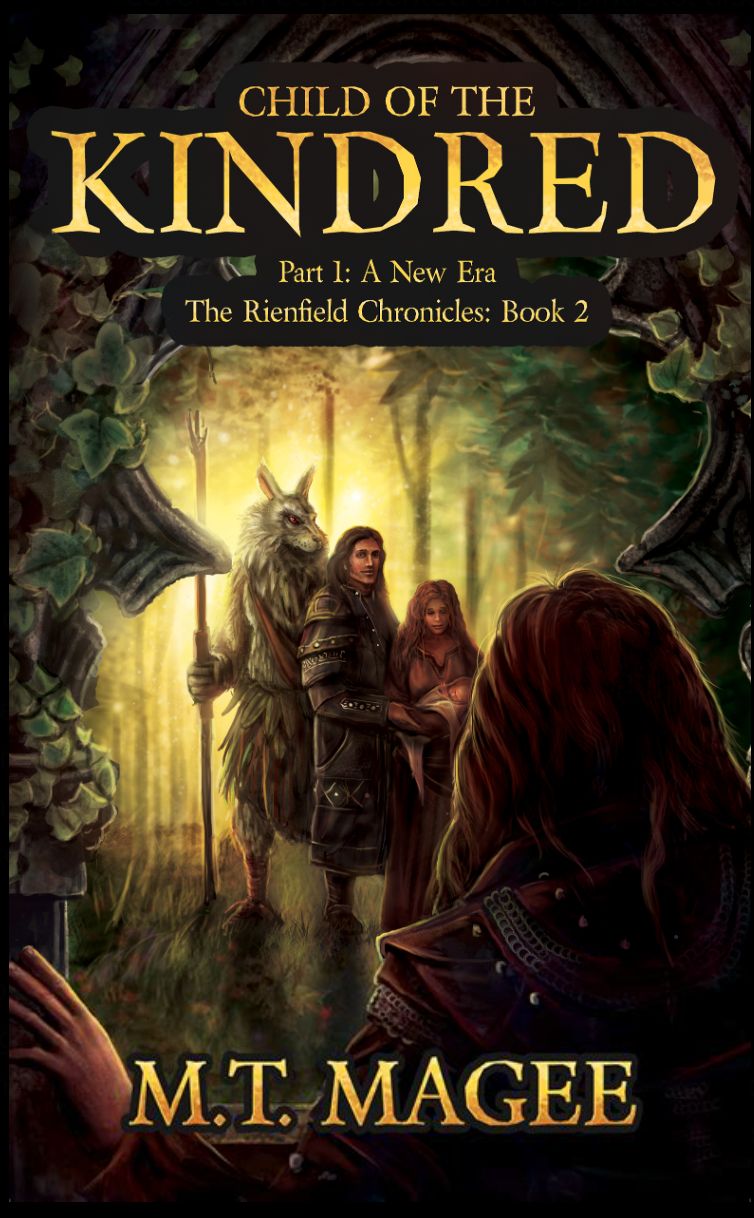 CHILD OF THE
KINDRED
Part 1: A New Era
The Rienfield Chronicles: Book 2
M.T. MAGEE